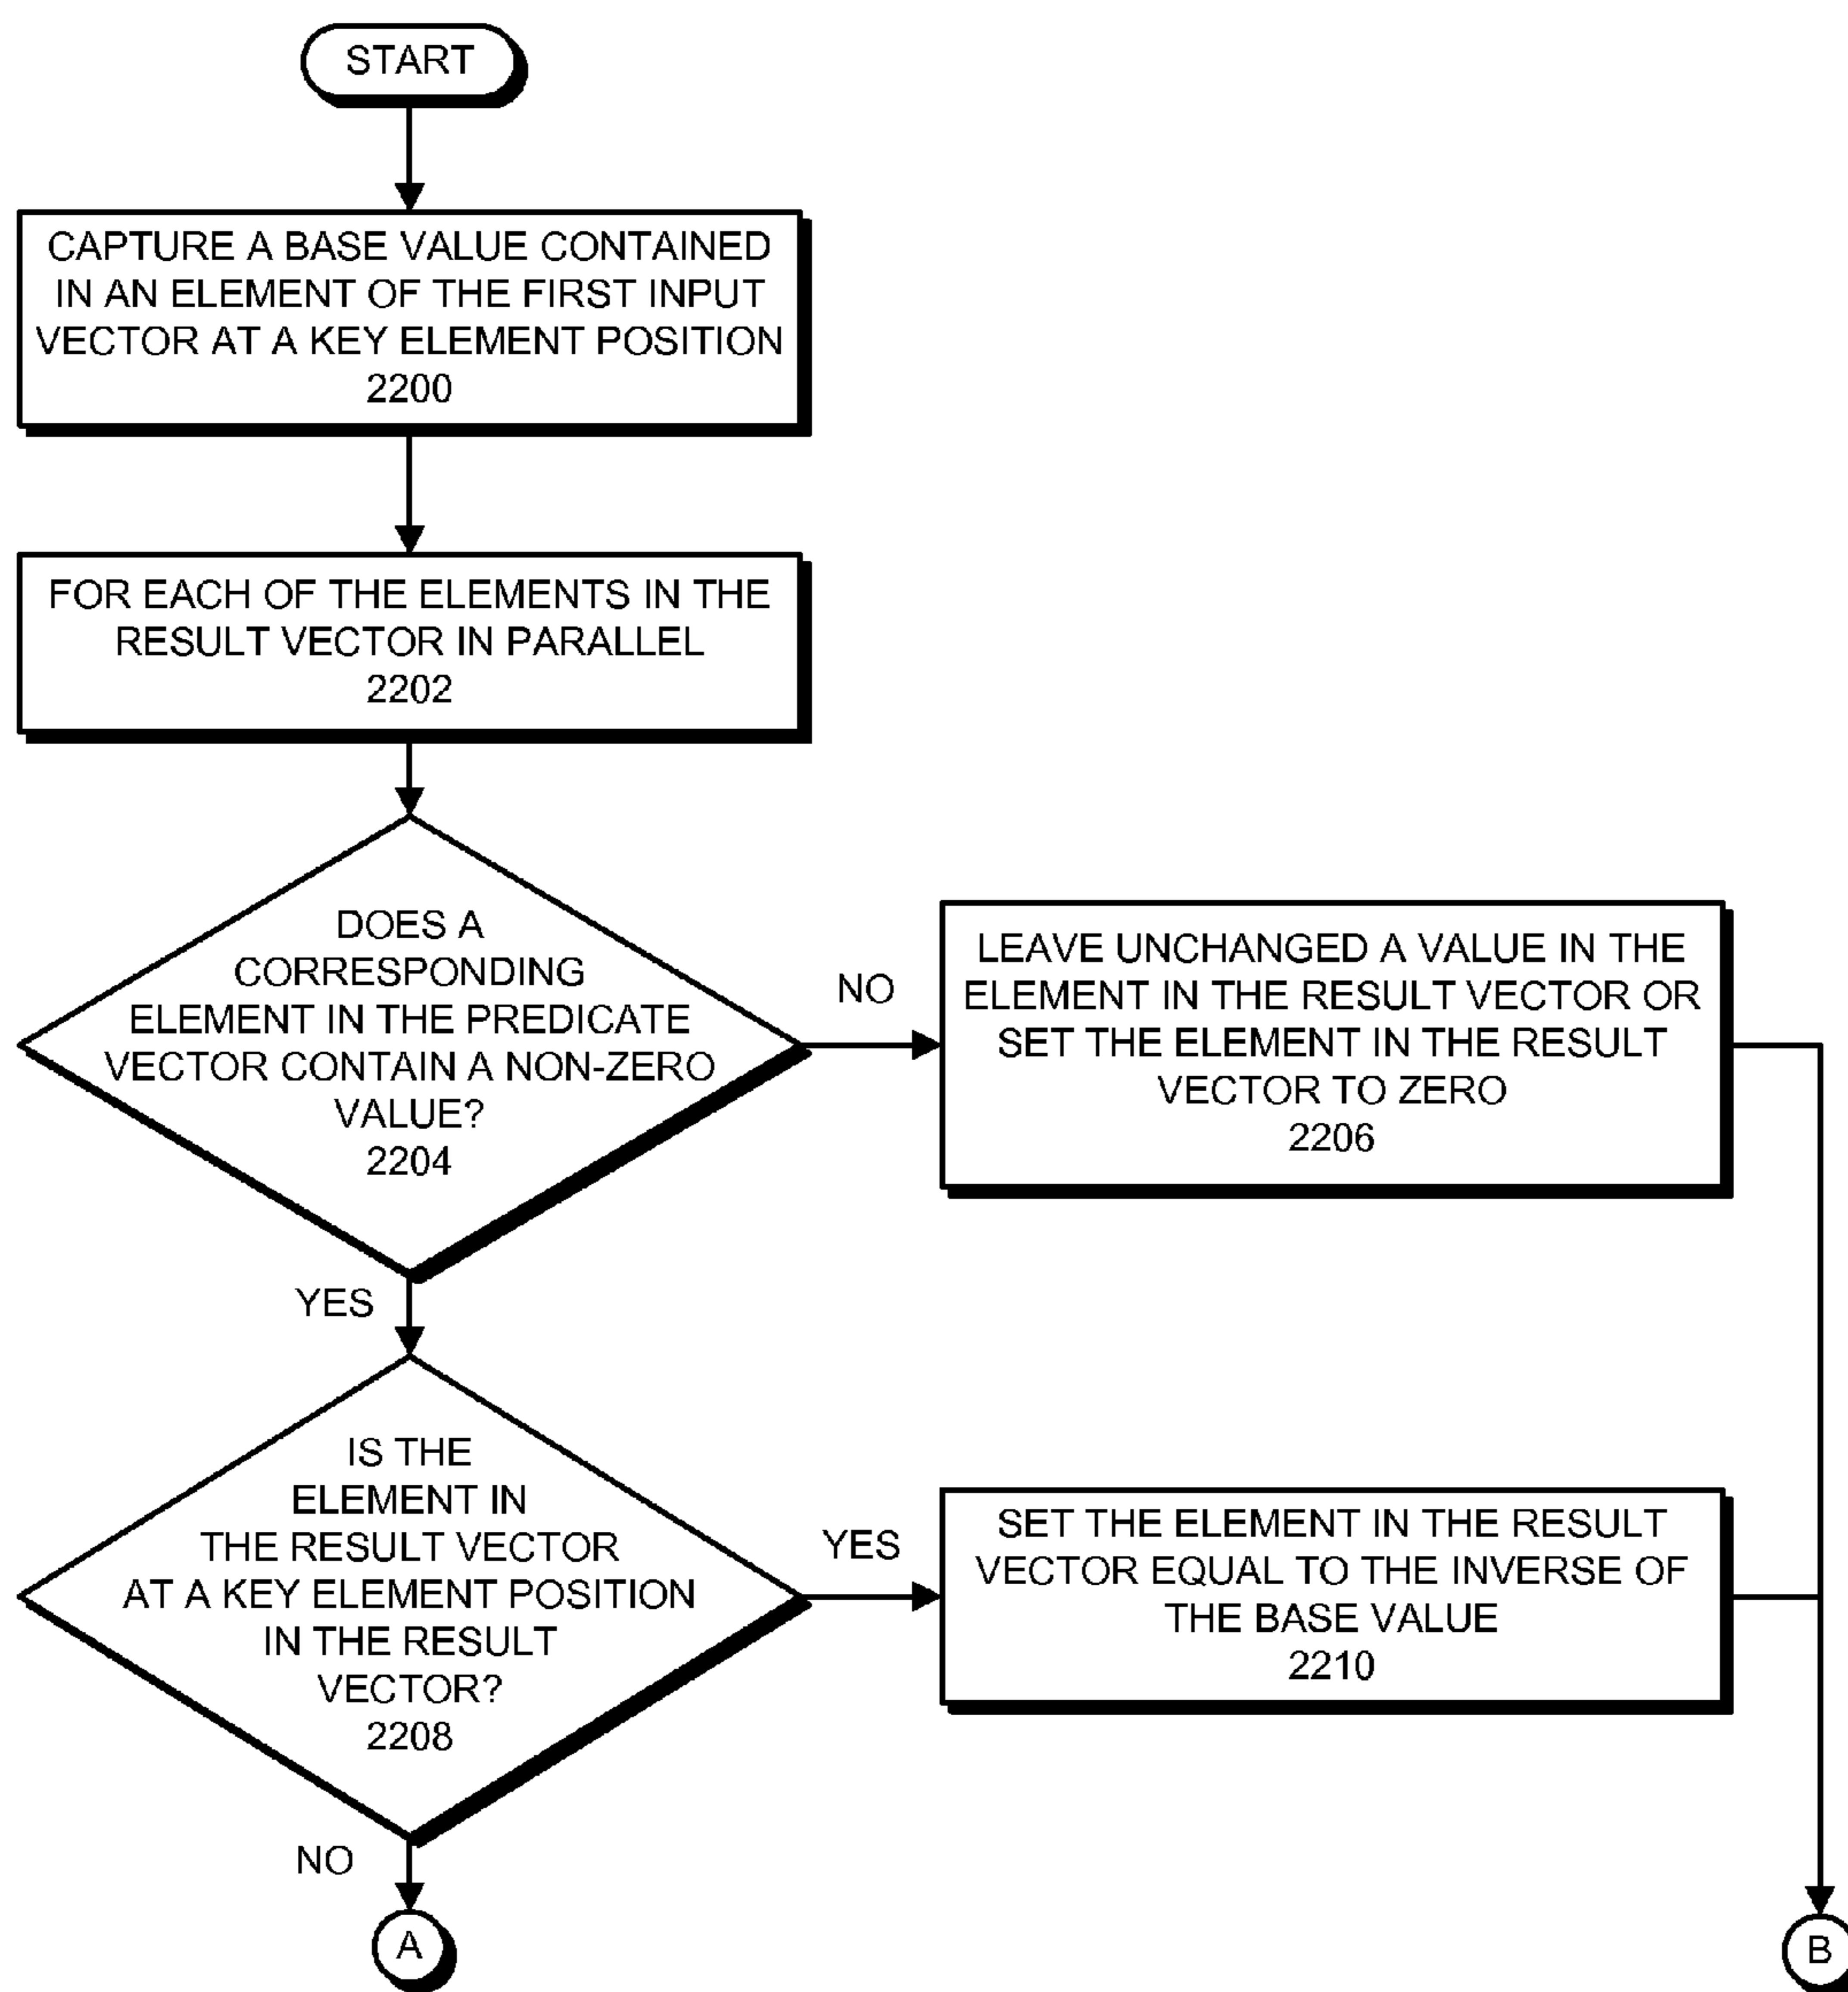 START
CAPTURE A BASE VALUE CONTAINED
IN AN ELEMENT OF THE FIRST INPUT
VECTOR AT A KEY ELEMENT POSITION
2200
FOR EACH OF THE ELEMENTS IN THE
RESULT VECTOR IN PARALLEL
2202
DOES A
CORRESPONDING
ELEMENT IN THE PREDICATE
VECTOR CONTAIN A NON-ZERO
VALUE?
2204
NO
LEAVE UNCHANGED A VALUE IN THE
ELEMENT IN THE RESULT VECTOR OR
SET THE ELEMENT IN THE RESULT
VECTOR TO ZERO
2206
YES
IS THE
ELEMENT IN
THE RESULT VECTOR
AT A KEY ELEMENT POSITION
IN THE RESULT
VECTOR?
2208
YES
SET THE ELEMENT IN THE RESULT
VECTOR EQUAL TO THE INVERSE OF
THE BASE VALUE
2210
NO
A
B